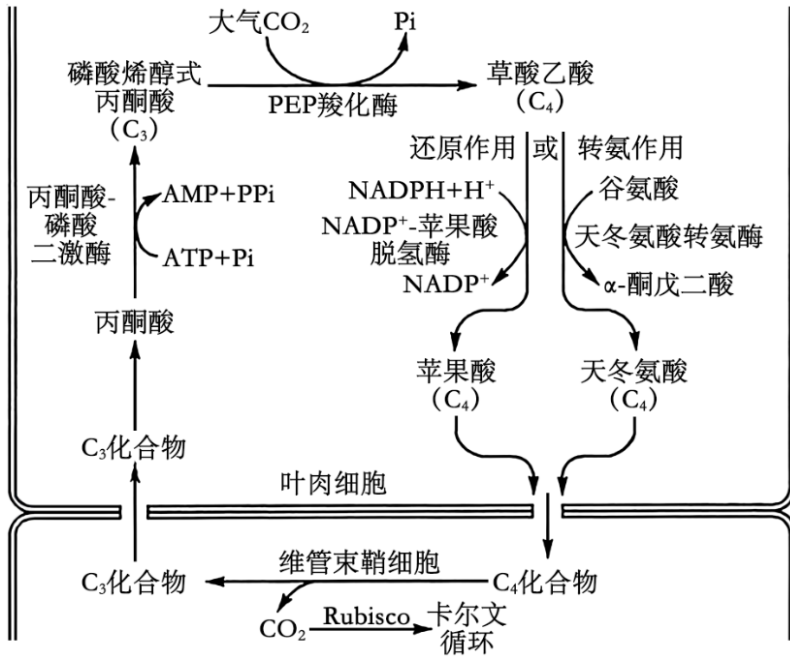 大气CO₂
Pi
磷酸烯醇式
丙酮酸
(C₃)
PEP羧化酶
草酸乙酸
(C₄)
还原作用
或
转氨作用
丙酮酸-
磷酸
二激酶
AMP+PPi
ATP+Pi
NADPH+H⁺
NADP⁺-苹果酸
脱氢酶
NADP⁺
谷氨酸
天冬氨酸转氨酶
α-酮戊二酸
丙酮酸
苹果酸
(C₄)
天冬氨酸
(C₄)
C₃化合物
叶肉细胞
维管束鞘细胞
C₃化合物
C₄化合物
CO₂
Rubisco
卡尔文
循环